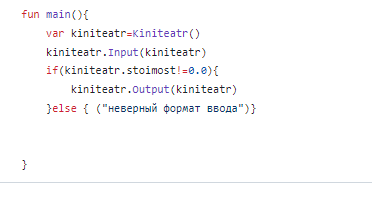 fun main(){
var kiniteatr=Kiniteatr()
kiniteatr.Input(kiniteatr)
if(kiniteatr.stoimost!=0.0){
kiniteatr.Output(kiniteatr)
}else { ("неверный формат ввода")}
}